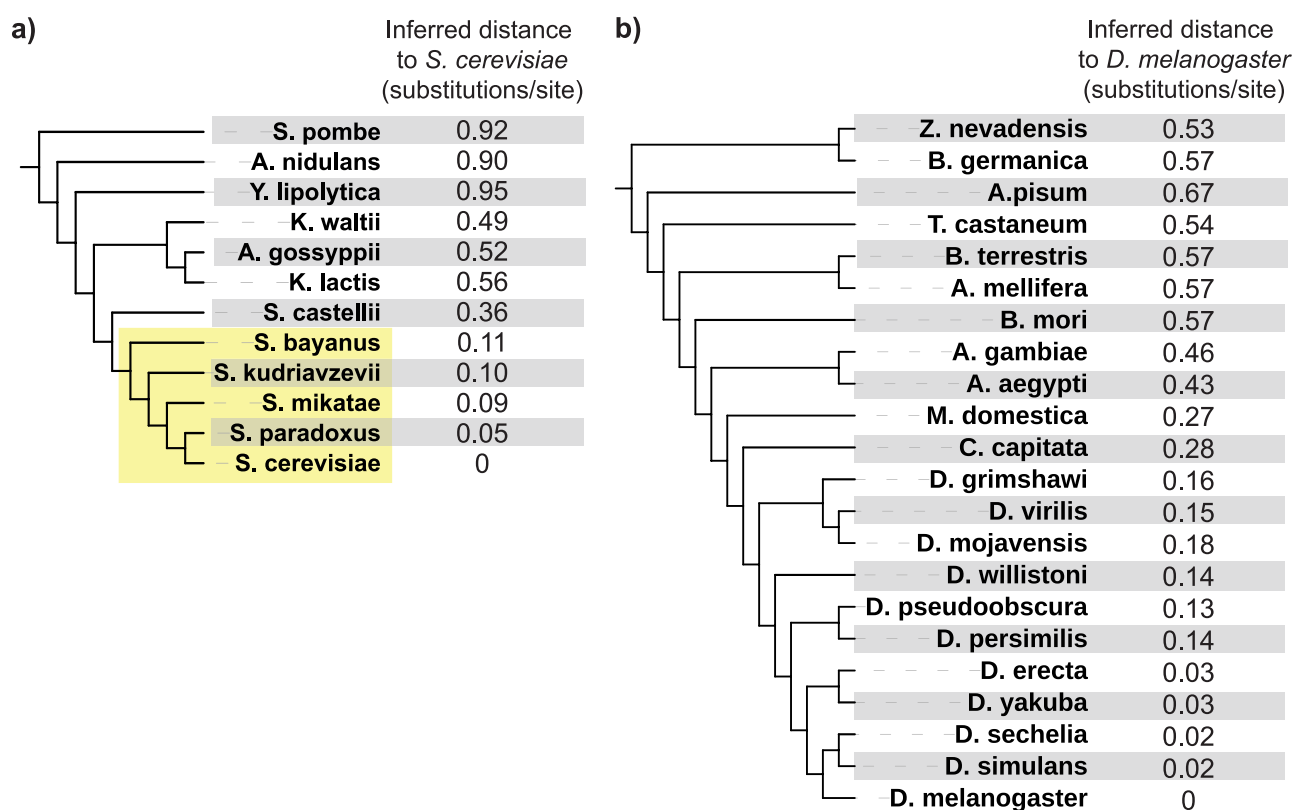 a)
Inferred distance
to S. cerevisiae
(substitutions/site)
S. pombe 0.92
A. nidulans 0.90
Y. lipolytica 0.95
K. waltii 0.49
A. gossyppii 0.52
K. lactis 0.56
S. castellii 0.36
S. bayanus 0.11
S. kudriavzevii 0.10
S. mikatae 0.09
S. paradoxus 0.05
S. cerevisiae 0
b)
Inferred distance
to D. melanogaster
(substitutions/site)
Z. nevadensis 0.53
B. germanica 0.57
A.pisum 0.67
T. castaneum 0.54
B. terrestris 0.57
A. mellifera 0.57
B. mori 0.57
A. gambiae 0.46
A. aegypti 0.43
M. domestica 0.27
C. capitata 0.28
D. grimshawi 0.16
D. virilis 0.15
D. mojavensis 0.18
D. willistoni 0.14
D. pseudoobscura 0.13
D. persimilis 0.14
D. erecta 0.03
D. yakuba 0.03
D. sechelia 0.02
D. simulans 0.02
D. melanogaster 0